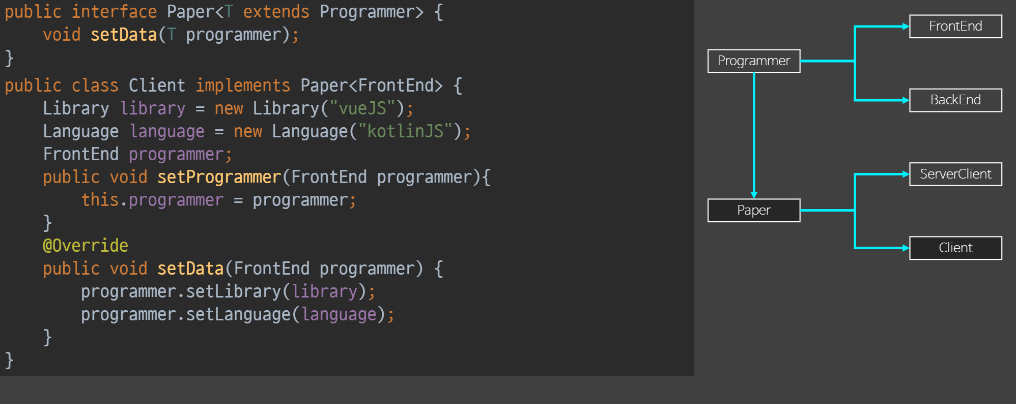 public interface Paper<T extends Programmer> {
    void setData(T programmer);
}
public class Client implements Paper<FrontEnd> {
    Library library = new Library("vueJS");
    Language language = new Language("kotlinJS");
    FrontEnd programmer;
    public void setProgrammer(FrontEnd programmer){
        this.programmer = programmer;
    }
    @Override
    public void setData(FrontEnd programmer) {
        programmer.setLibrary(library);
        programmer.setLanguage(language);
    }
}
FrontEnd
Programmer
BackEnd
ServerClient
Paper
Client